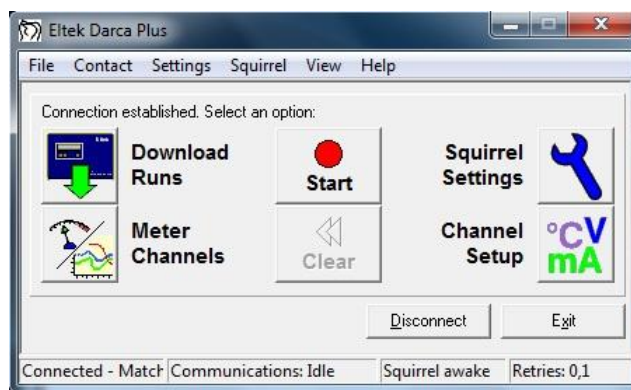 Eltek Darca Plus
File Contact Settings Squirrel View Help
Connection established. Select an option:
Download
Runs
Start
Squirrel
Settings
Meter
Channels
Clear
Channel
Setup
°C V
mA
Disconnect Exit
Connected - Match Communications: Idle Squirrel awake Retries: 0,1